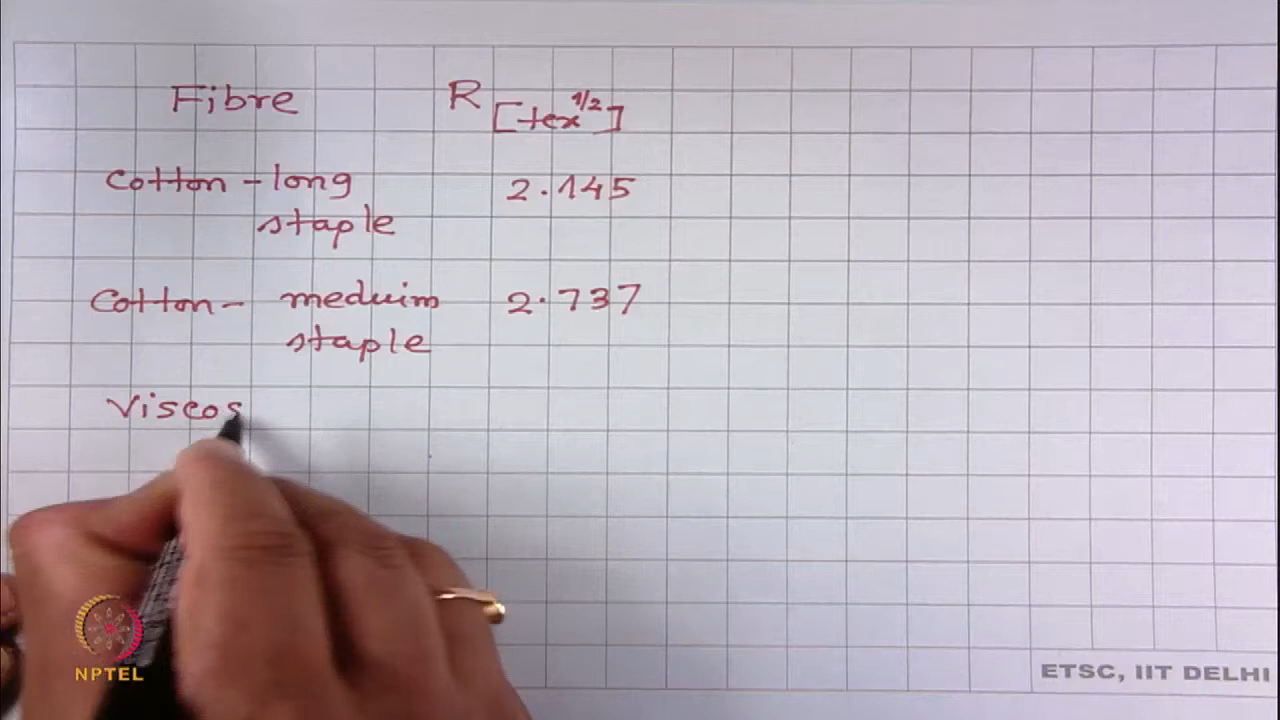 Fibre R [tex^1/2]
Cotton - long 2.145
staple
Cotton - meduim 2.737
staple
Viscos
NPTEL
ETSC, IIT DELHI